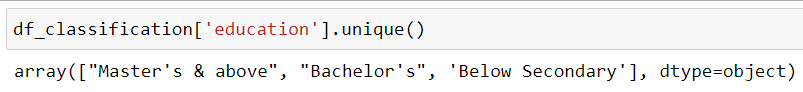 df_classification['education'].unique()
array(["Master's & above", "Bachelor's", 'Below Secondary'], dtype=object)